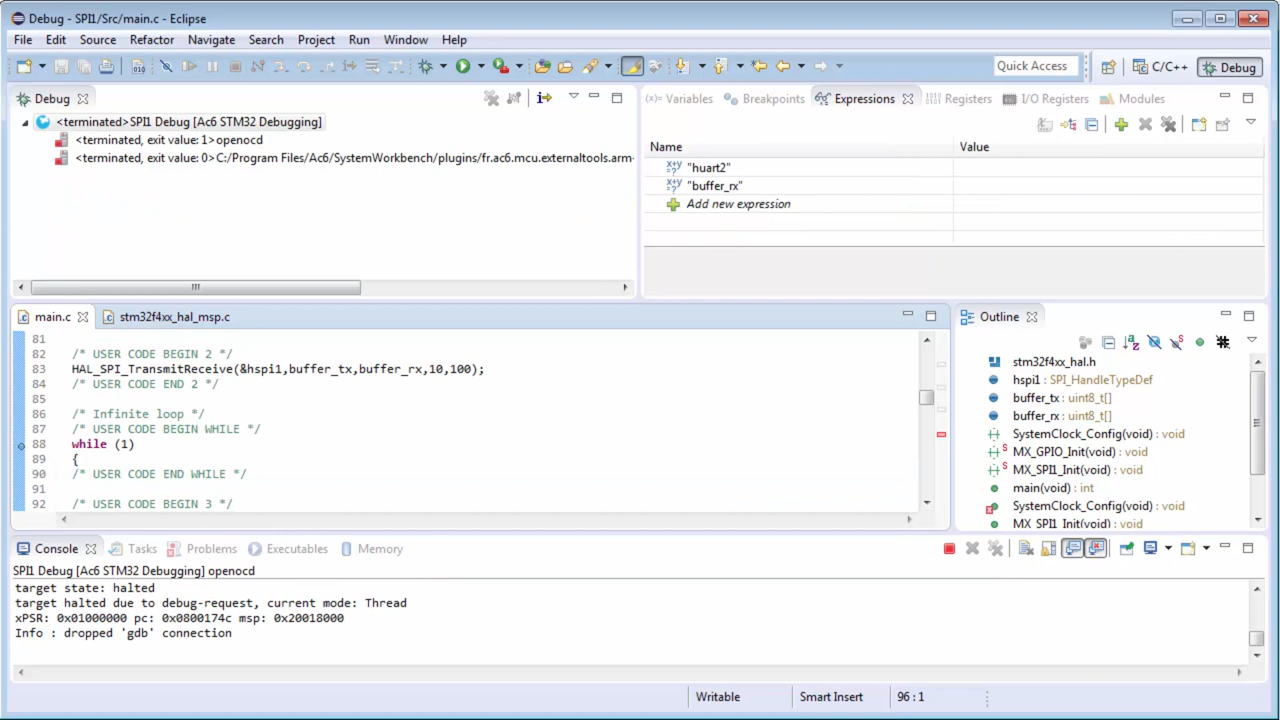 Debug - SPI1/Src/main.c - Eclipse
File Edit Source Refactor Navigate Search Project Run Window Help
Quick Access C/C++ Debug
Debug
<terminated>SPI1 Debug [Ac6 STM32 Debugging]
<terminated, exit value: 1>openocd
<terminated, exit value: 0>C:/Program Files/Ac6/SystemWorkbench/plugins/fr.ac6.mcu.externaltools.arm-
(x)= Variables Breakpoints Expressions Registers I/O Registers Modules
Name Value
"huart2"
"buffer_rx"
Add new expression
main.c stm32f4xx_hal_msp.c
81
82 /* USER CODE BEGIN 2 */
83 HAL_SPI_TransmitReceive(&hspi1,buffer_tx,buffer_rx,10,100);
84 /* USER CODE END 2 */
85
86 /* Infinite loop */
87 /* USER CODE BEGIN WHILE */
88 while (1)
89 {
90 /* USER CODE END WHILE */
91
92 /* USER CODE BEGIN 3 */
Outline
stm32f4xx_hal.h
hspi1 : SPI_HandleTypeDef
buffer_tx : uint8_t[]
buffer_rx : uint8_t[]
SystemClock_Config(void) : void
MX_GPIO_Init(void) : void
MX_SPI1_Init(void) : void
main(void) : int
SystemClock_Config(void) : void
MX_SPI1_Init(void) : void
Console Tasks Problems Executables Memory
SPI1 Debug [Ac6 STM32 Debugging] openocd
target state: halted
target halted due to debug-request, current mode: Thread
xPSR: 0x01000000 pc: 0x0800174c msp: 0x20018000
Info : dropped 'gdb' connection
Writable Smart Insert 96 : 1